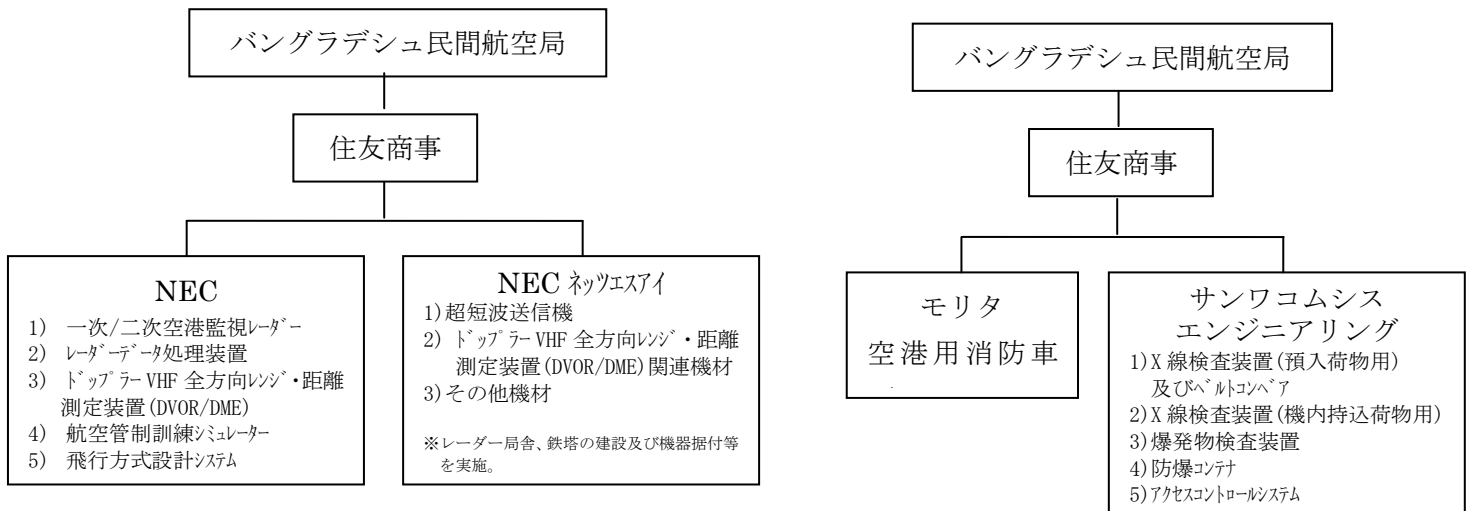 バングラデシュ民間航空局
住友商事
NEC
1) 一次/二次空港監視ﾚｰﾀﾞｰ
2) ﾚｰﾀﾞｰﾃﾞｰﾀ処理装置
3) ﾄﾞｯﾌﾟﾗｰ VHF 全方向ﾚﾝｼﾞ・距離
測定装置(DVOR/DME)
4) 航空管制訓練ｼﾐｭﾚｰﾀｰ
5) 飛行方式設計ｼｽﾃﾑ
NEC ﾈｯﾂｴｽｱｲ
1)超短波送信機
2) ﾄﾞｯﾌﾟﾗｰ VHF 全方向ﾚﾝｼﾞ・距離
測定装置(DVOR/DME)関連機材
3)その他機材
※レーダー局舎、鉄塔の建設及び機器据付等
を実施。
バングラデシュ民間航空局
住友商事
モリタ
空港用消防車
サンワコムシス
エンジニアリング
1)X 線検査装置(預入荷物用)
及びﾍﾞﾙﾄｺﾝﾍﾞｱ
2)X 線検査装置(機内持込荷物用)
3)爆発物検査装置
4)防爆ｺﾝﾃﾅ
5)ｱｸｾｽｺﾝﾄﾛｰﾙｼｽﾃﾑ